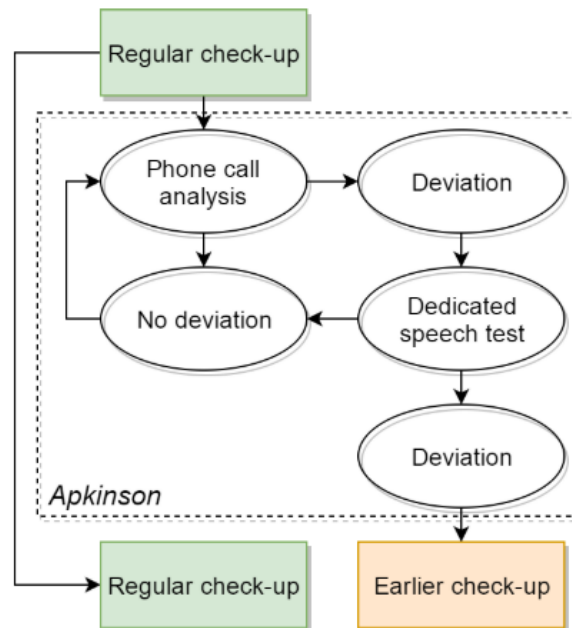 Regular check-up
Phone call
analysis
Deviation
No deviation
Dedicated
speech test
Deviation
Apkinson
Regular check-up
Earlier check-up